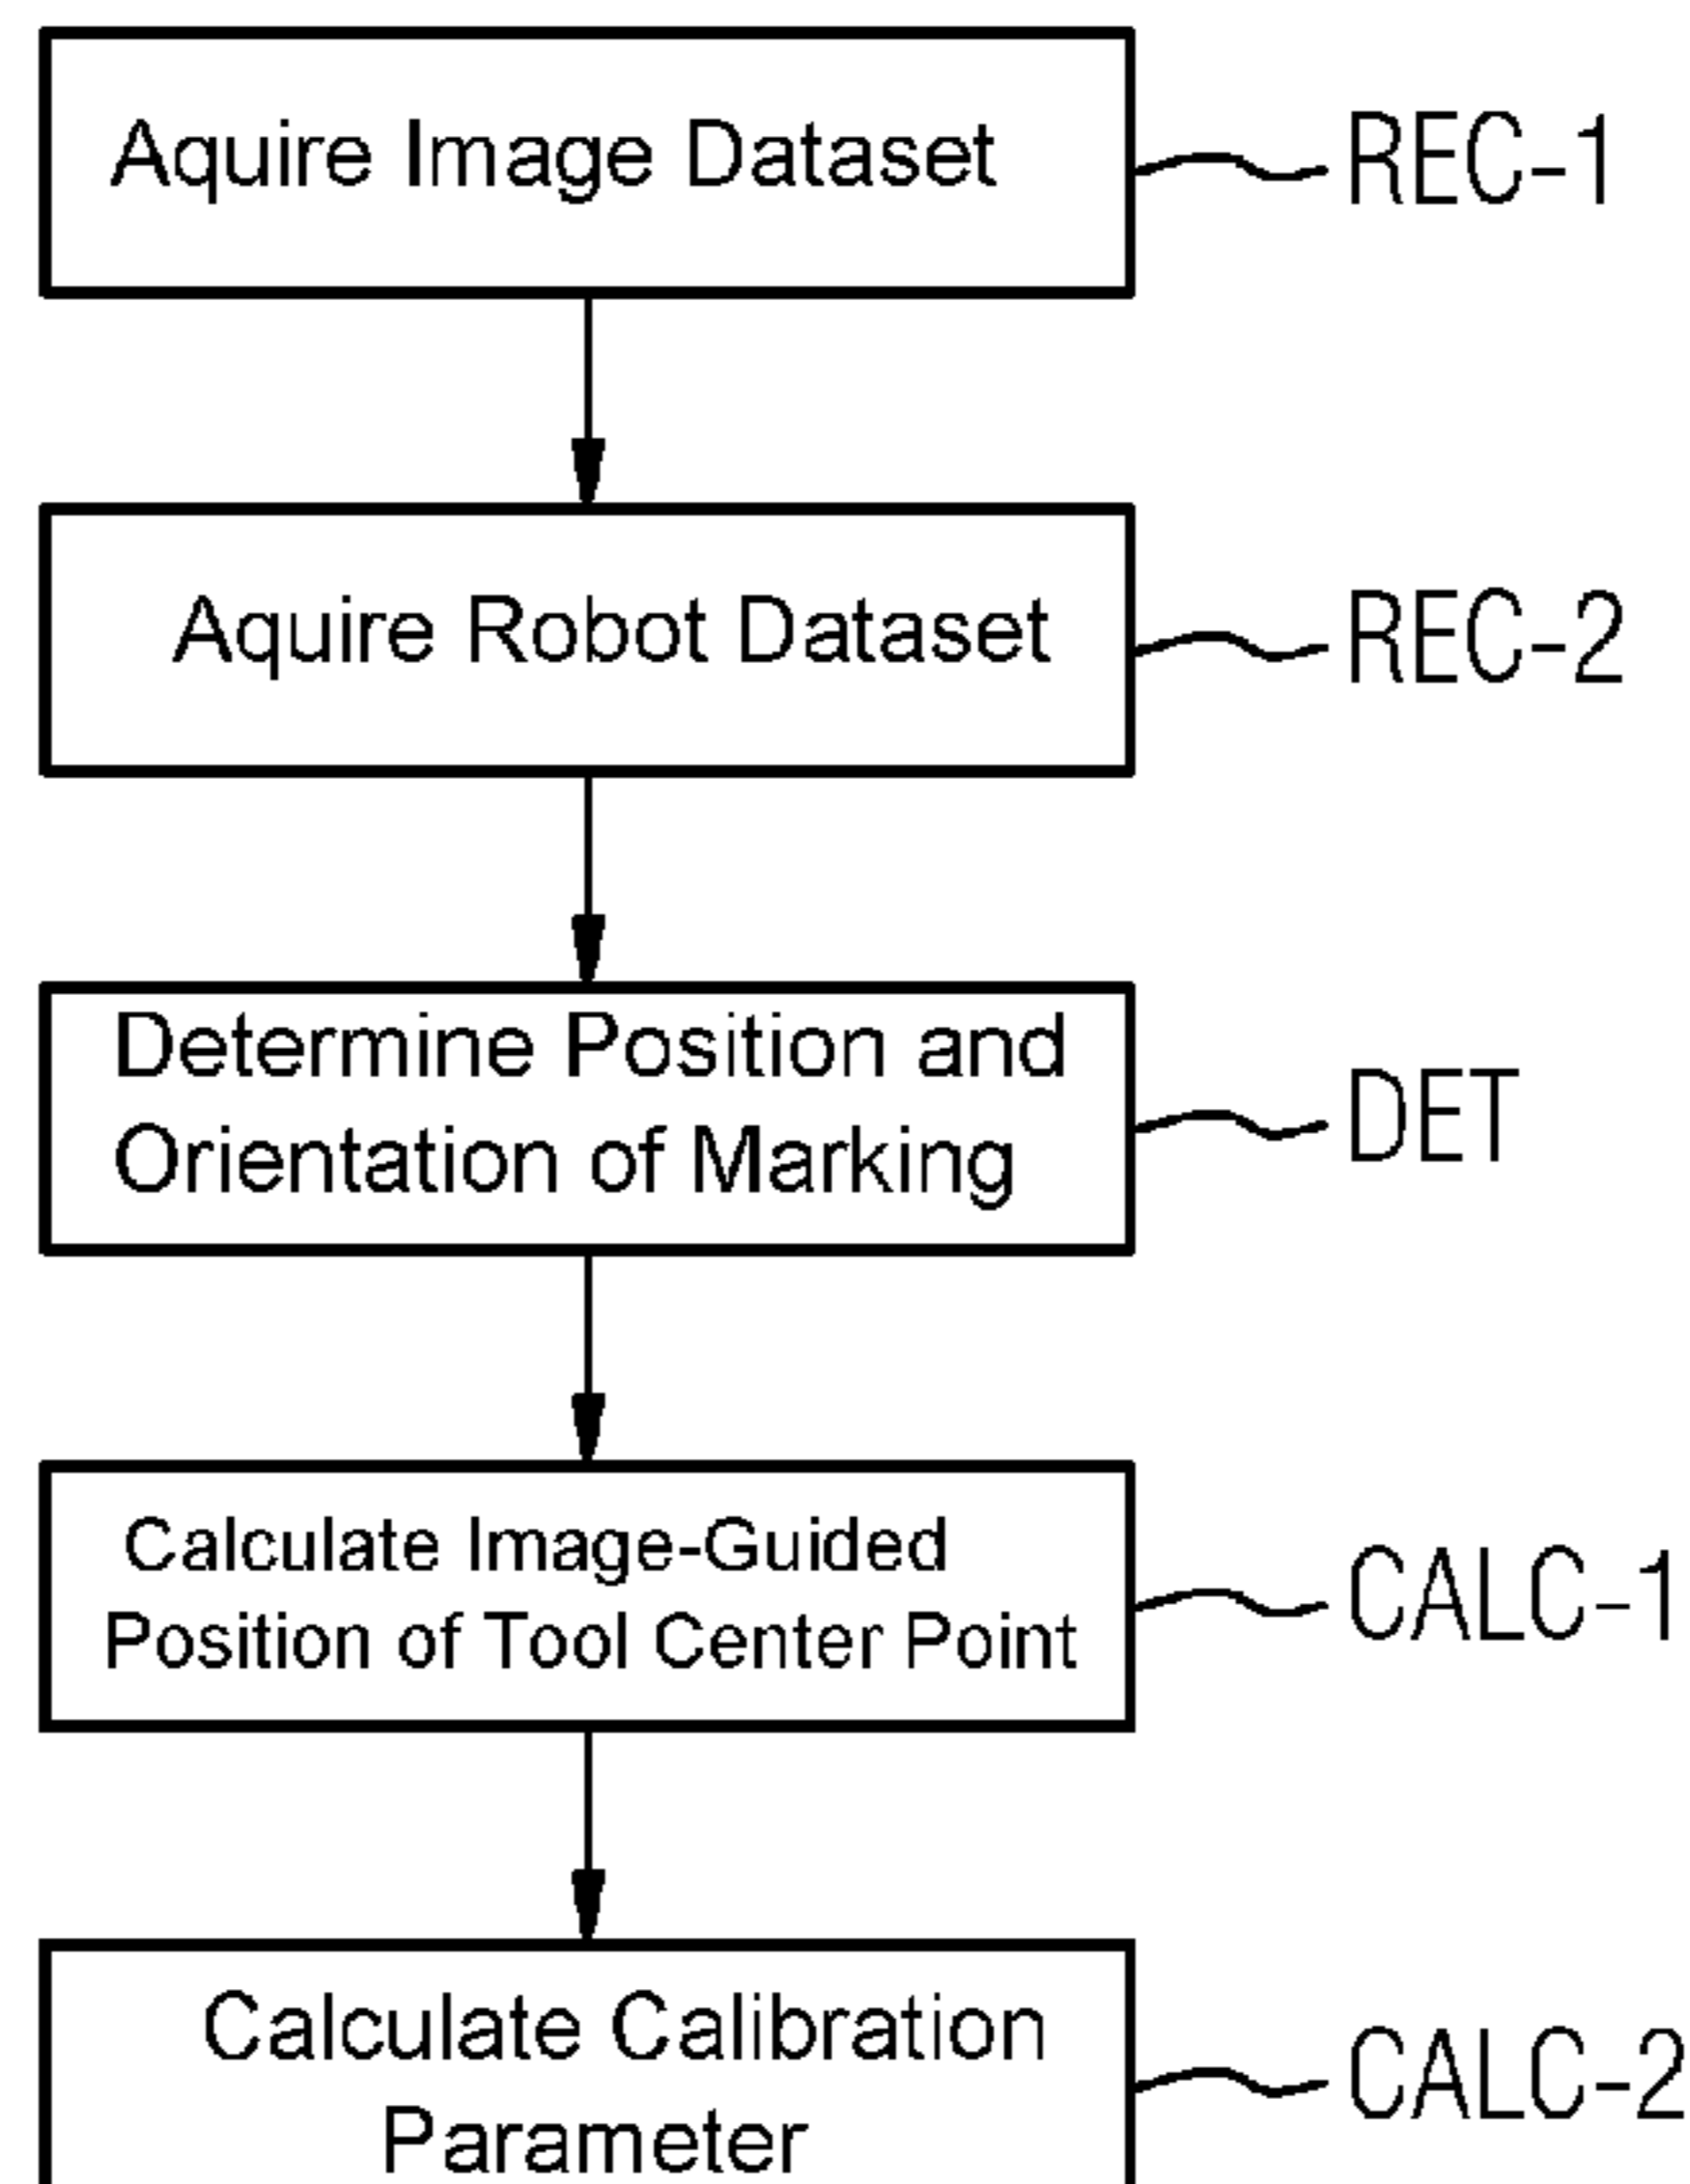 Aquire Image Dataset
REC-1
Aquire Robot Dataset
REC-2
Determine Position and
Orientation of Marking
DET
Calculate Image-Guided
Position of Tool Center Point
CALC-1
Calculate Calibration
Parameter
CALC-2